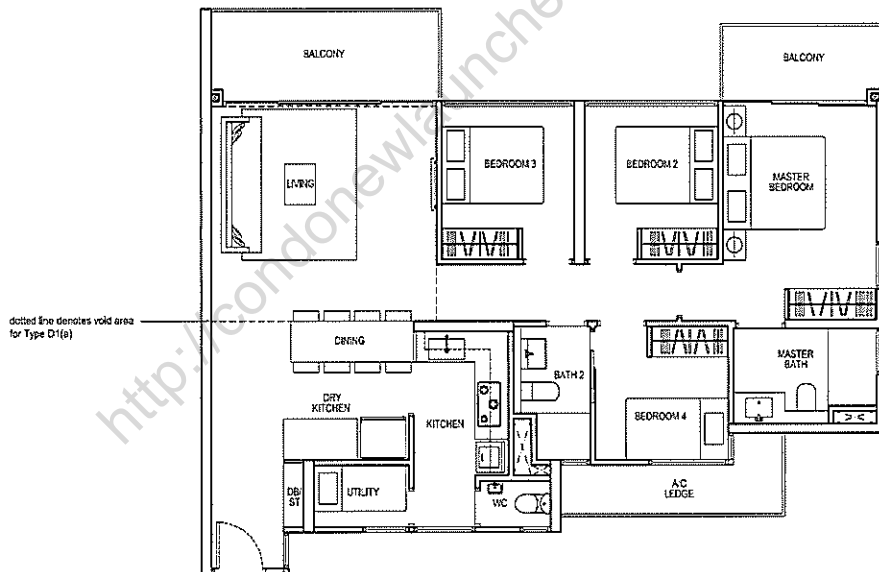 BALCONY
BALCONY
BEDROOM 3
BEDROOM 2
MASTER
BEDROOM
LIVING
dotted line denotes void area
for Type D1(a)
DINING
MASTER
BATH
BATH 2
DRY
KITCHEN
KITCHEN
BEDROOM 4
DB/
ST
UTILITY
WC
A/C
LEDGE
http://condonewlaunche